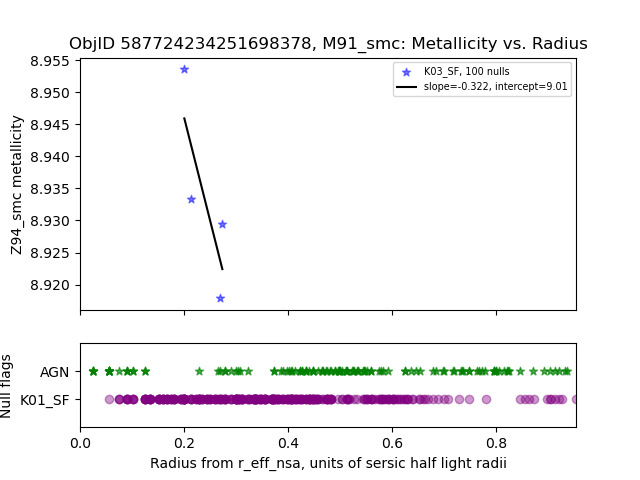 ObjID 587724234251698378, M91_smc: Metallicity vs. Radius
8.955
8.950
8.945
8.940
8.935
8.930
8.925
8.920
Z94_smc metallicity
K03_SF, 100 nulls
slope=-0.322, intercept=9.01
Null flags
AGN
K01_SF
0.0 0.2 0.4 0.6 0.8
Radius from r_eff_nsa, units of sersic half light radii